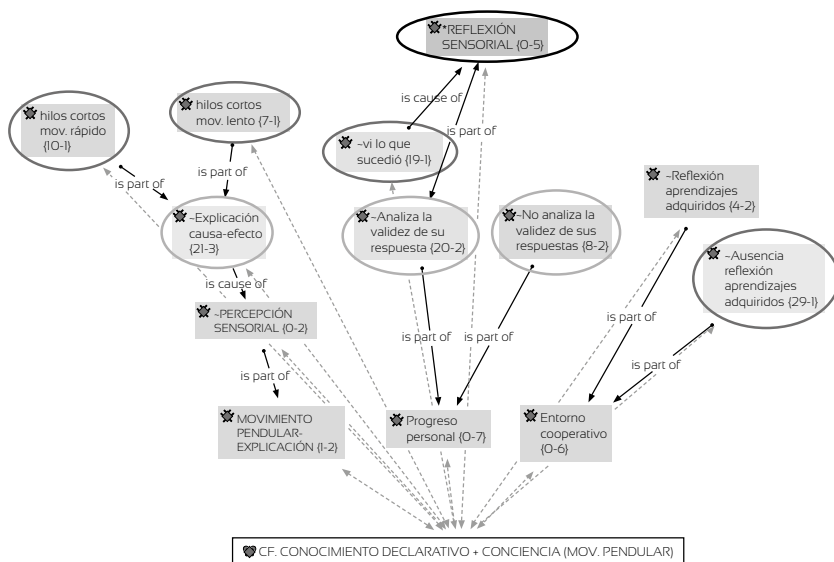 *REFLEXIÓN
SENSORIAL {0-5}
hilos cortos
mov. rápido
{10-1}
hilos cortos
mov. lento {7-1}
is cause of
is part of
~vi lo que
sucedió {19-1}
is part of
is part of
~Reflexión
aprendizajes
adquiridos {4-2}
~Explicación
causa-efecto
{21-3}
~Analiza la
validez de su
respuesta {20-2}
~No analiza la
validez de sus
respuestas {8-2}
~Ausencia
reflexión
aprendizajes
adquiridos {29-1}
is cause of
~PERCEPCIÓN
SENSORIAL {0-2}
is part of
is part of
is part of
is part of
is part of
MOVIMIENTO
PENDULAR-
EXPLICACIÓN {1-2}
Progreso
personal {0-7}
Entorno
cooperativo
{0-6}
CF. CONOCIMIENTO DECLARATIVO + CONCIENCIA (MOV. PENDULAR)